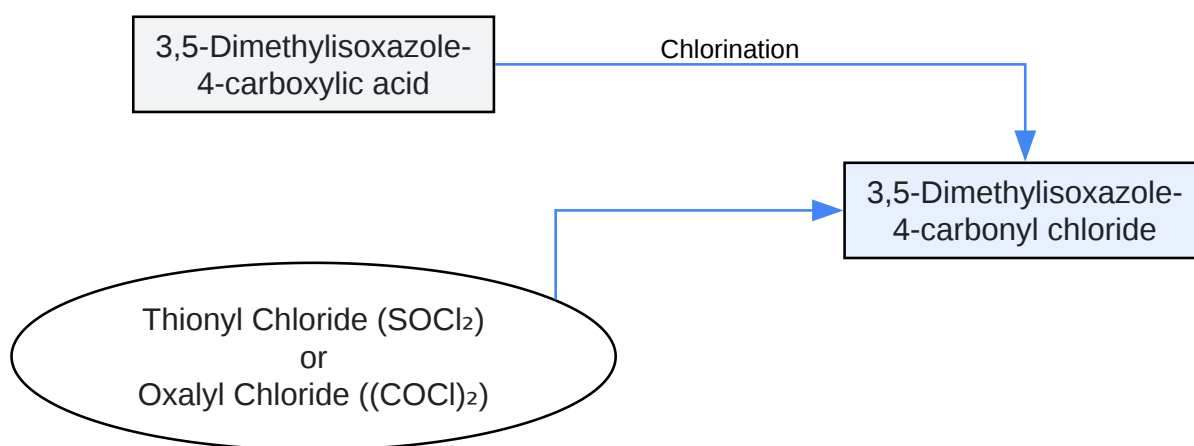 3,5-Dimethylisoxazole-
4-carboxylic acid
Chlorination
3,5-Dimethylisoxazole-
4-carbonyl chloride
Thionyl Chloride (SOCl₂)
or
Oxalyl Chloride ((COCl)₂)